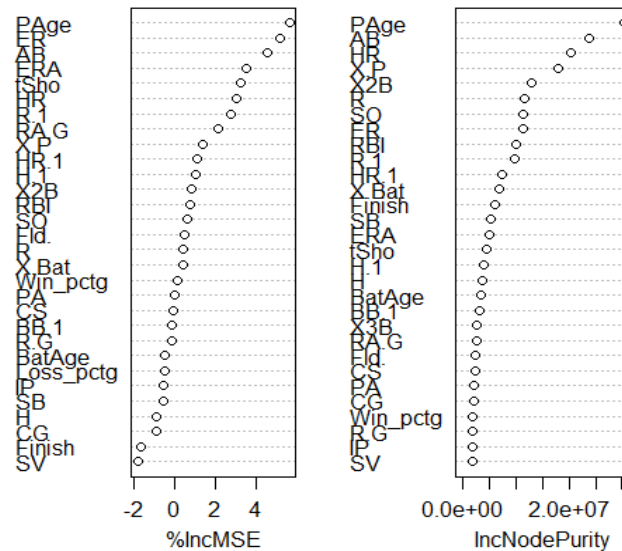 PAge
ER
AB
ERA
tSho
HR
R.1
RA.G
X.P
HR.1
H.1
X2B
RBI
SO
Fld.
R
X.Bat
Win_pctg
PA
CS
BB.1
R.G
BatAge
Loss_pctg
IP
SB
H
CG
Finish
SV
-2 0 2 4
%IncMSE
PAge
AB
HR
X.P
X2B
R
SO
ER
RBI
R.1
HR.1
X.Bat
Finish
SB
ERA
tSho
H.1
H
BatAge
BB.1
X3B
RA.G
Fld.
CS
PA
CG
Win_pctg
R.G
IP
SV
0.0e+00 2.0e+07
IncNodePurity